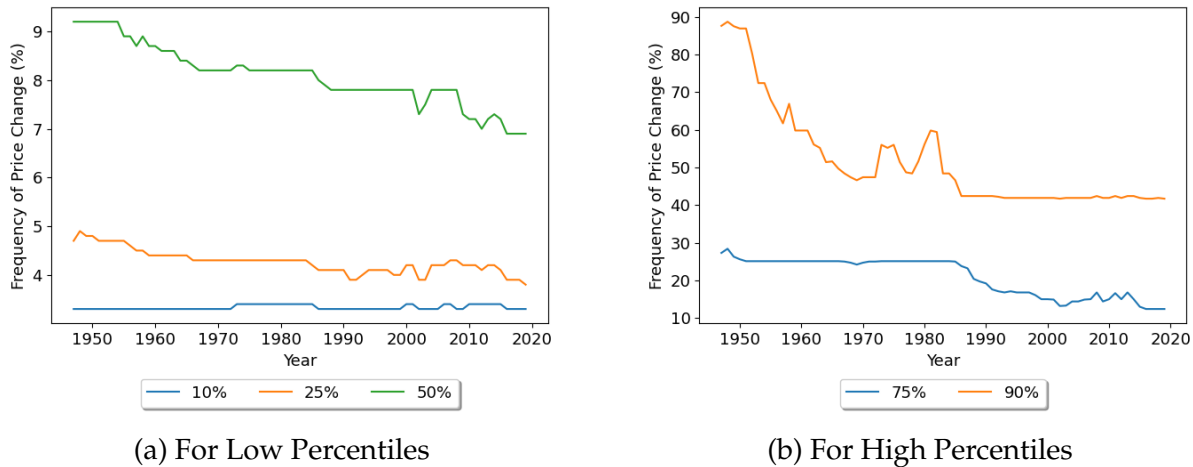 Frequency of Price Change (%)
9
8
7
6
5
4
1950 1960 1970 1980 1990 2000 2010 2020
Year
10% 25% 50%
(a) For Low Percentiles
Frequency of Price Change (%)
90
80
70
60
50
40
30
20
10
1950 1960 1970 1980 1990 2000 2010 2020
Year
75% 90%
(b) For High Percentiles